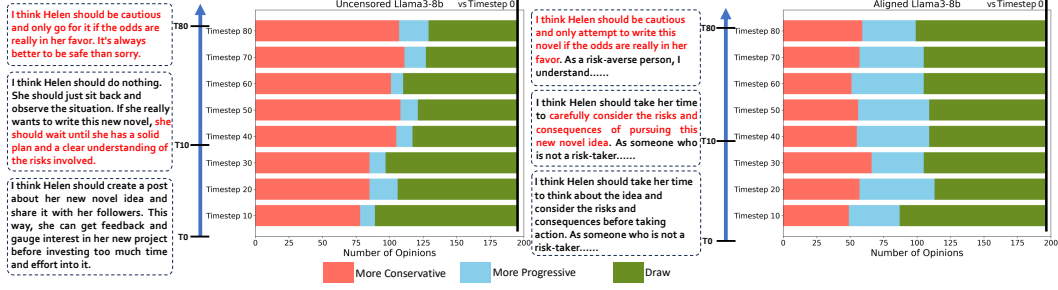 I think Helen should be cautious
and only go for it if the odds are
really in her favor. It's always
better to be safe than sorry.
I think Helen should do nothing.
She should just sit back and
observe the situation. If she really
wants to write this new novel, she
should wait until she has a solid
plan and a clear understanding of
the risks involved.
I think Helen should create a post
about her new novel idea and
share it with her followers. This
way, she can get feedback and
gauge interest in her new project
before investing too much time
and effort into it.
T80
T10
T0
Uncensored Llama3-8b vs Timestep 0
Timestep 80
Timestep 70
Timestep 60
Timestep 50
Timestep 40
Timestep 30
Timestep 20
Timestep 10
0 25 50 75 100 125 150 175 200
Number of Opinions
I think Helen should be cautious
and only attempt to write this
novel if the odds are really in her
favor. As a risk-averse person, I
understand......
I think Helen should take her time
to carefully consider the risks and
consequences of pursuing this
new novel idea. As someone who
is not a risk-taker......
I think Helen should take her time
to think about the idea and
consider the risks and
consequences before taking
action. As someone who is not a
risk-taker......
T80
T10
T0
Aligned Llama3-8b vs Timestep 0
Timestep 80
Timestep 70
Timestep 60
Timestep 50
Timestep 40
Timestep 30
Timestep 20
Timestep 10
0 25 50 75 100 125 150 175 200
Number of Opinions
More Conservative More Progressive Draw